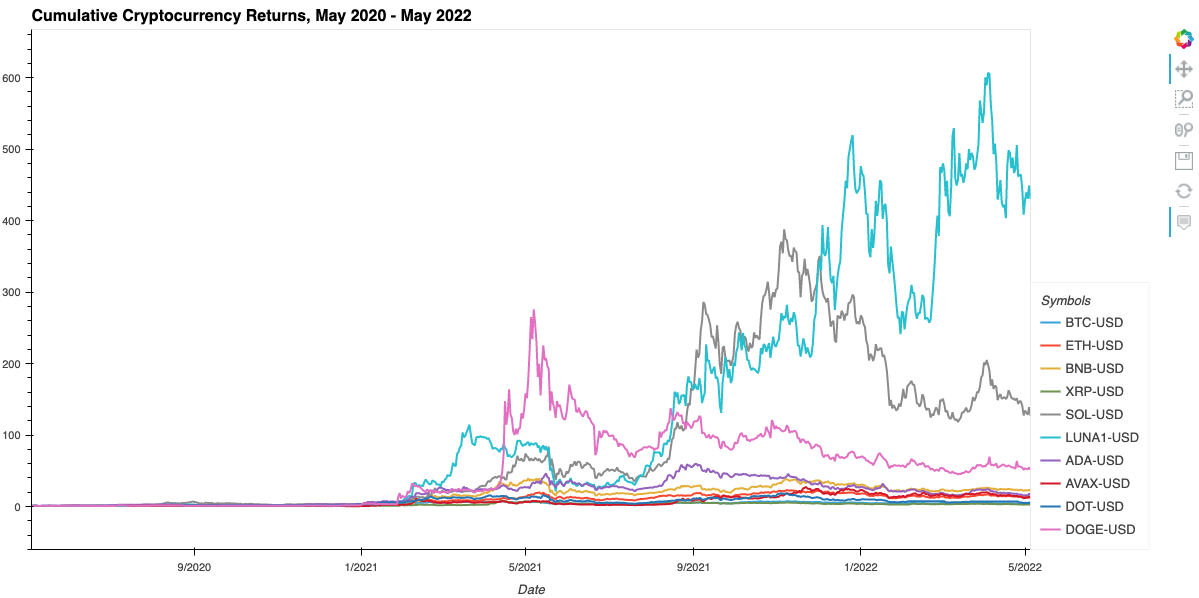 Cumulative Cryptocurrency Returns, May 2020 - May 2022
600
500
400
300
200
100
0
9/2020 1/2021 5/2021 9/2021 1/2022 5/2022
Date
Symbols
BTC-USD
ETH-USD
BNB-USD
XRP-USD
SOL-USD
LUNA1-USD
ADA-USD
AVAX-USD
DOT-USD
DOGE-USD